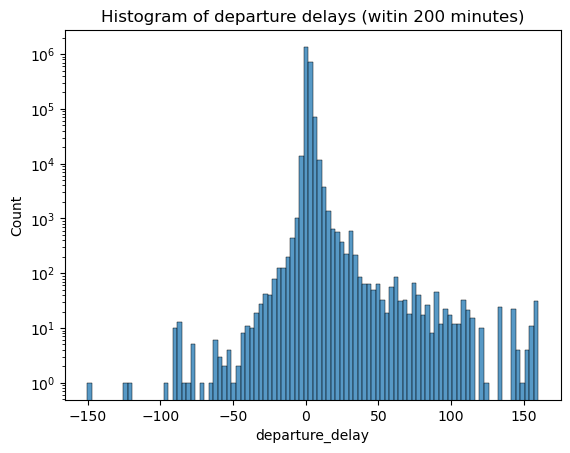 Histogram of departure delays (witin 200 minutes)
Count
10^6
10^5
10^4
10^3
10^2
10^1
10^0
−150 −100 −50 0 50 100 150
departure_delay